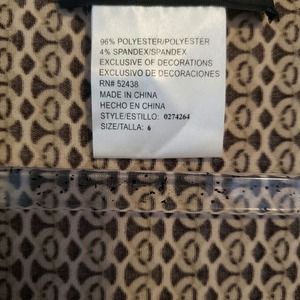 96% POLYESTER/POLYESTER
4% SPANDEX/SPANDEX
EXCLUSIVE OF DECORATIONS
EXCLUSIVO DE DECORACIONES
RN# 52438
MADE IN CHINA
HECHO EN CHINA
STYLE/ESTILLO: 0274264
SIZE/TALLA: 6